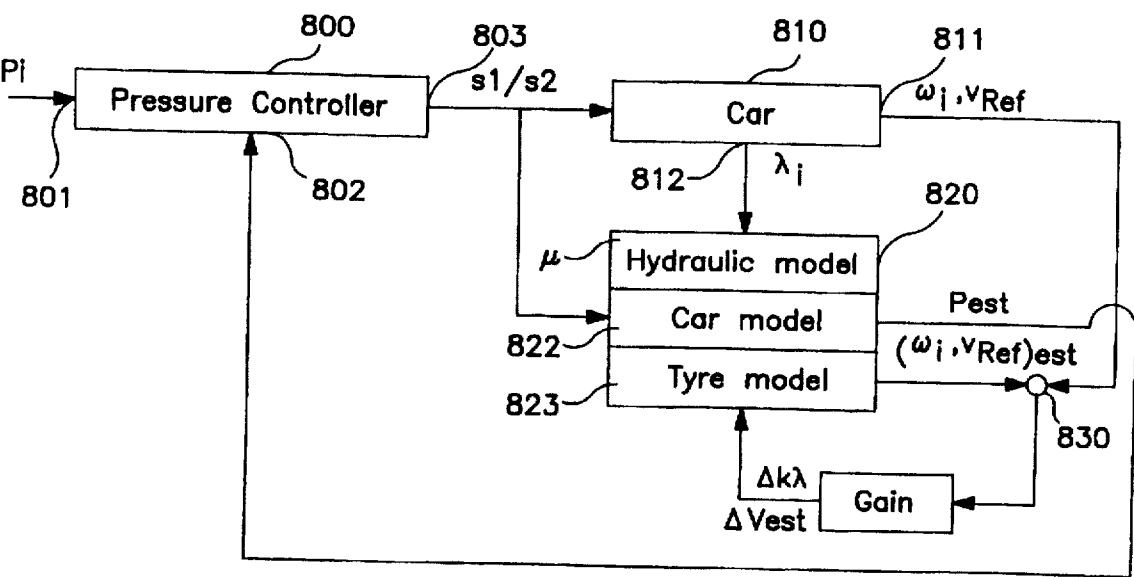 800
803
810
811
Pi
s1/s2
ωi,vRef
Pressure Controller
Car
801
802
812
λi
820
μ
Hydraulic model
Pest
Car model
822
(ωi,vRef)est
Tyre model
823
830
Δkλ
Gain
ΔVest